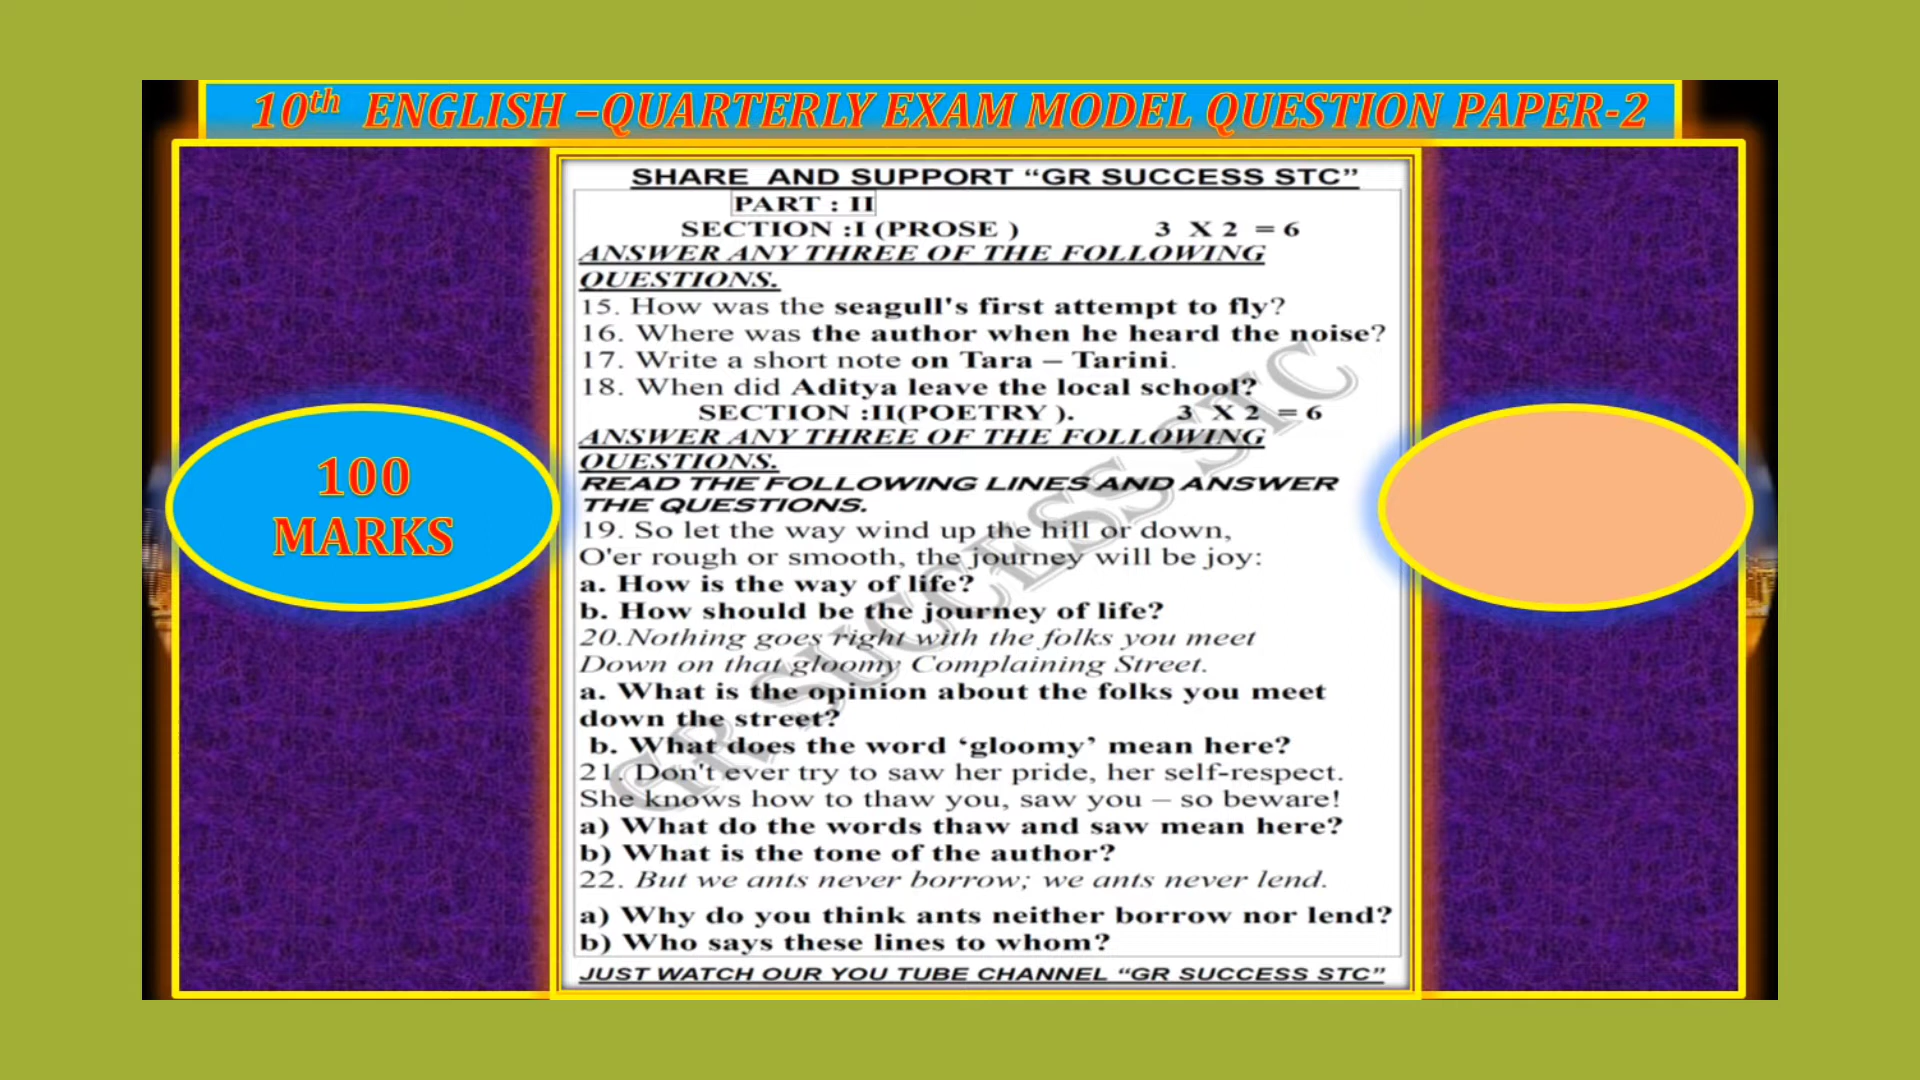 10th ENGLISH –QUARTERLY EXAM MODEL QUESTION PAPER-2
SHARE AND SUPPORT “GR SUCCESS STC”
PART : II
SECTION :I (PROSE ) 3 X 2 = 6
ANSWER ANY THREE OF THE FOLLOWING
QUESTIONS.
15. How was the seagull's first attempt to fly?
16. Where was the author when he heard the noise?
17. Write a short note on Tara – Tarini.
18. When did Aditya leave the local school?
SECTION :II(POETRY ). 3 X 2 = 6
ANSWER ANY THREE OF THE FOLLOWING
QUESTIONS.
READ THE FOLLOWING LINES AND ANSWER
THE QUESTIONS.
19. So let the way wind up the hill or down,
O'er rough or smooth, the journey will be joy:
a. How is the way of life?
b. How should be the journey of life?
20.Nothing goes right with the folks you meet
Down on that gloomy Complaining Street.
a. What is the opinion about the folks you meet
down the street?
b. What does the word ‘gloomy’ mean here?
21. Don't ever try to saw her pride, her self-respect.
She knows how to thaw you, saw you – so beware!
a) What do the words thaw and saw mean here?
b) What is the tone of the author?
22. But we ants never borrow; we ants never lend.
a) Why do you think ants neither borrow nor lend?
b) Who says these lines to whom?
JUST WATCH OUR YOU TUBE CHANNEL “GR SUCCESS STC”
100
MARKS
GR SUCCESS STC